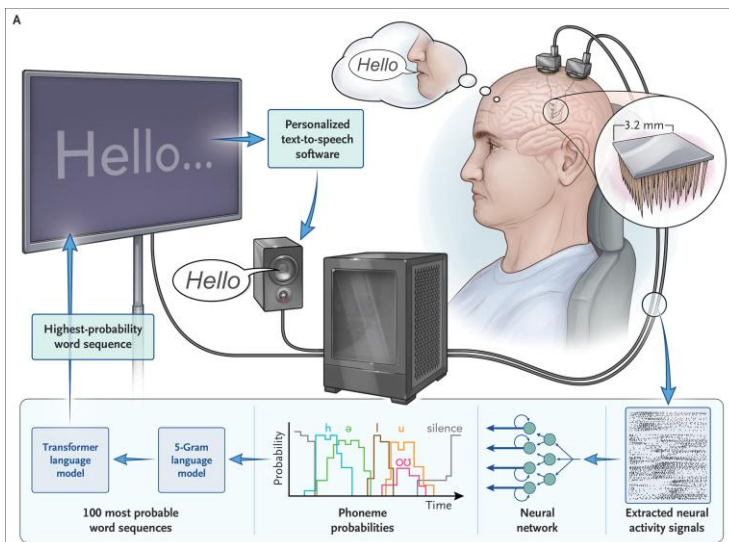 A
Hello
3.2 mm
Hello...
Personalized
text-to-speech
software
Hello
Highest-probability
word sequence
Transformer
language
model
5-Gram
language
model
100 most probable
word sequences
Probability
h
ə
l
u
oʊ
silence
Time
Phoneme
probabilities
Neural
network
Extracted neural
activity signals